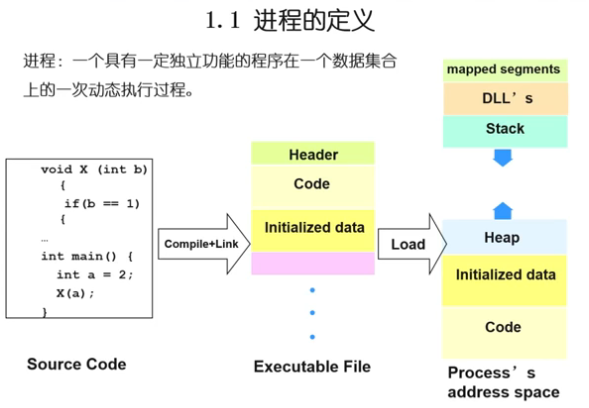 1.1 进程的定义
进程：一个具有一定独立功能的程序在一个数据集合
上的一次动态执行过程。
void X (int b)
{
if(b == 1)
{
…
int main() {
int a = 2;
X(a);
}
Source Code
Compile+Link
Header
Code
Initialized data
Executable File
Load
mapped segments
DLL's
Stack
Heap
Initialized data
Code
Process's
address space